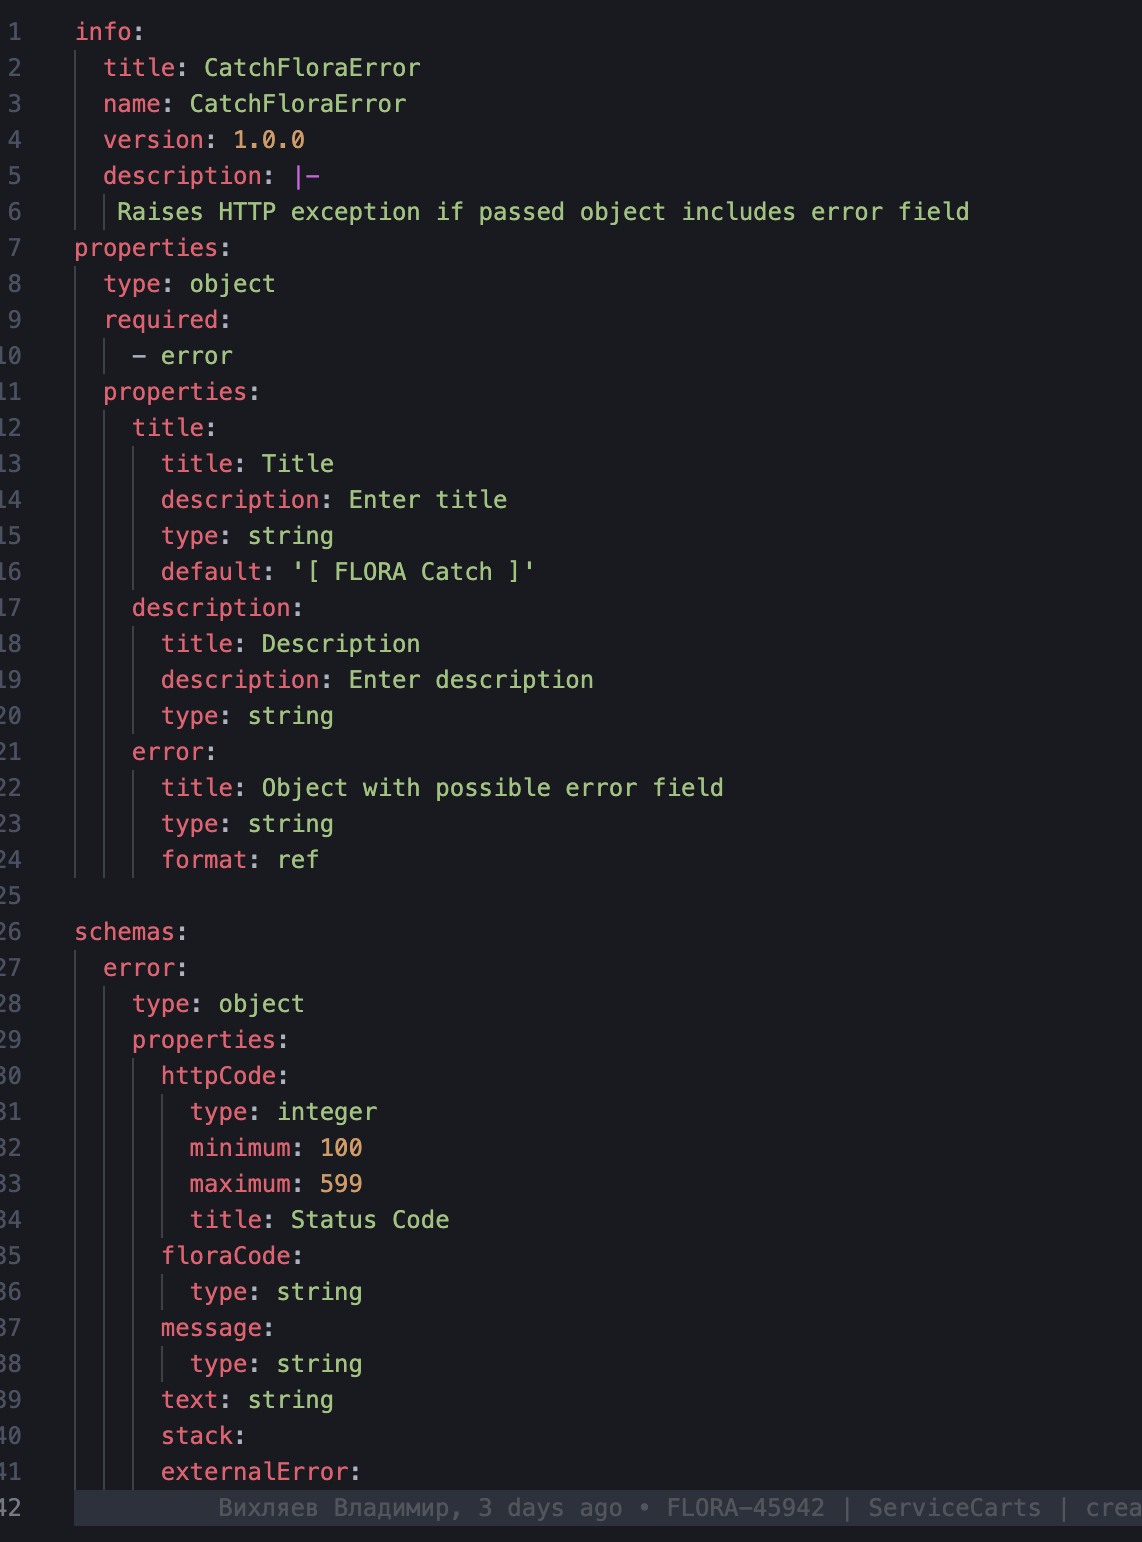 1 info:
2 title: CatchFloraError
3 name: CatchFloraError
4 version: 1.0.0
5 description: |-
6 Raises HTTP exception if passed object includes error field
7 properties:
8 type: object
9 required:
10 - error
11 properties:
12 title:
13 title: Title
14 description: Enter title
15 type: string
16 default: '[ FLORA Catch ]'
17 description:
18 title: Description
19 description: Enter description
20 type: string
21 error:
22 title: Object with possible error field
23 type: string
24 format: ref
25
26 schemas:
27 error:
28 type: object
29 properties:
30 httpCode:
31 type: integer
32 minimum: 100
33 maximum: 599
34 title: Status Code
35 floraCode:
36 type: string
37 message:
38 type: string
39 text: string
40 stack:
41 externalError:
42 Вихляев Владимир, 3 days ago • FLORA-45942 | ServiceCarts | crea